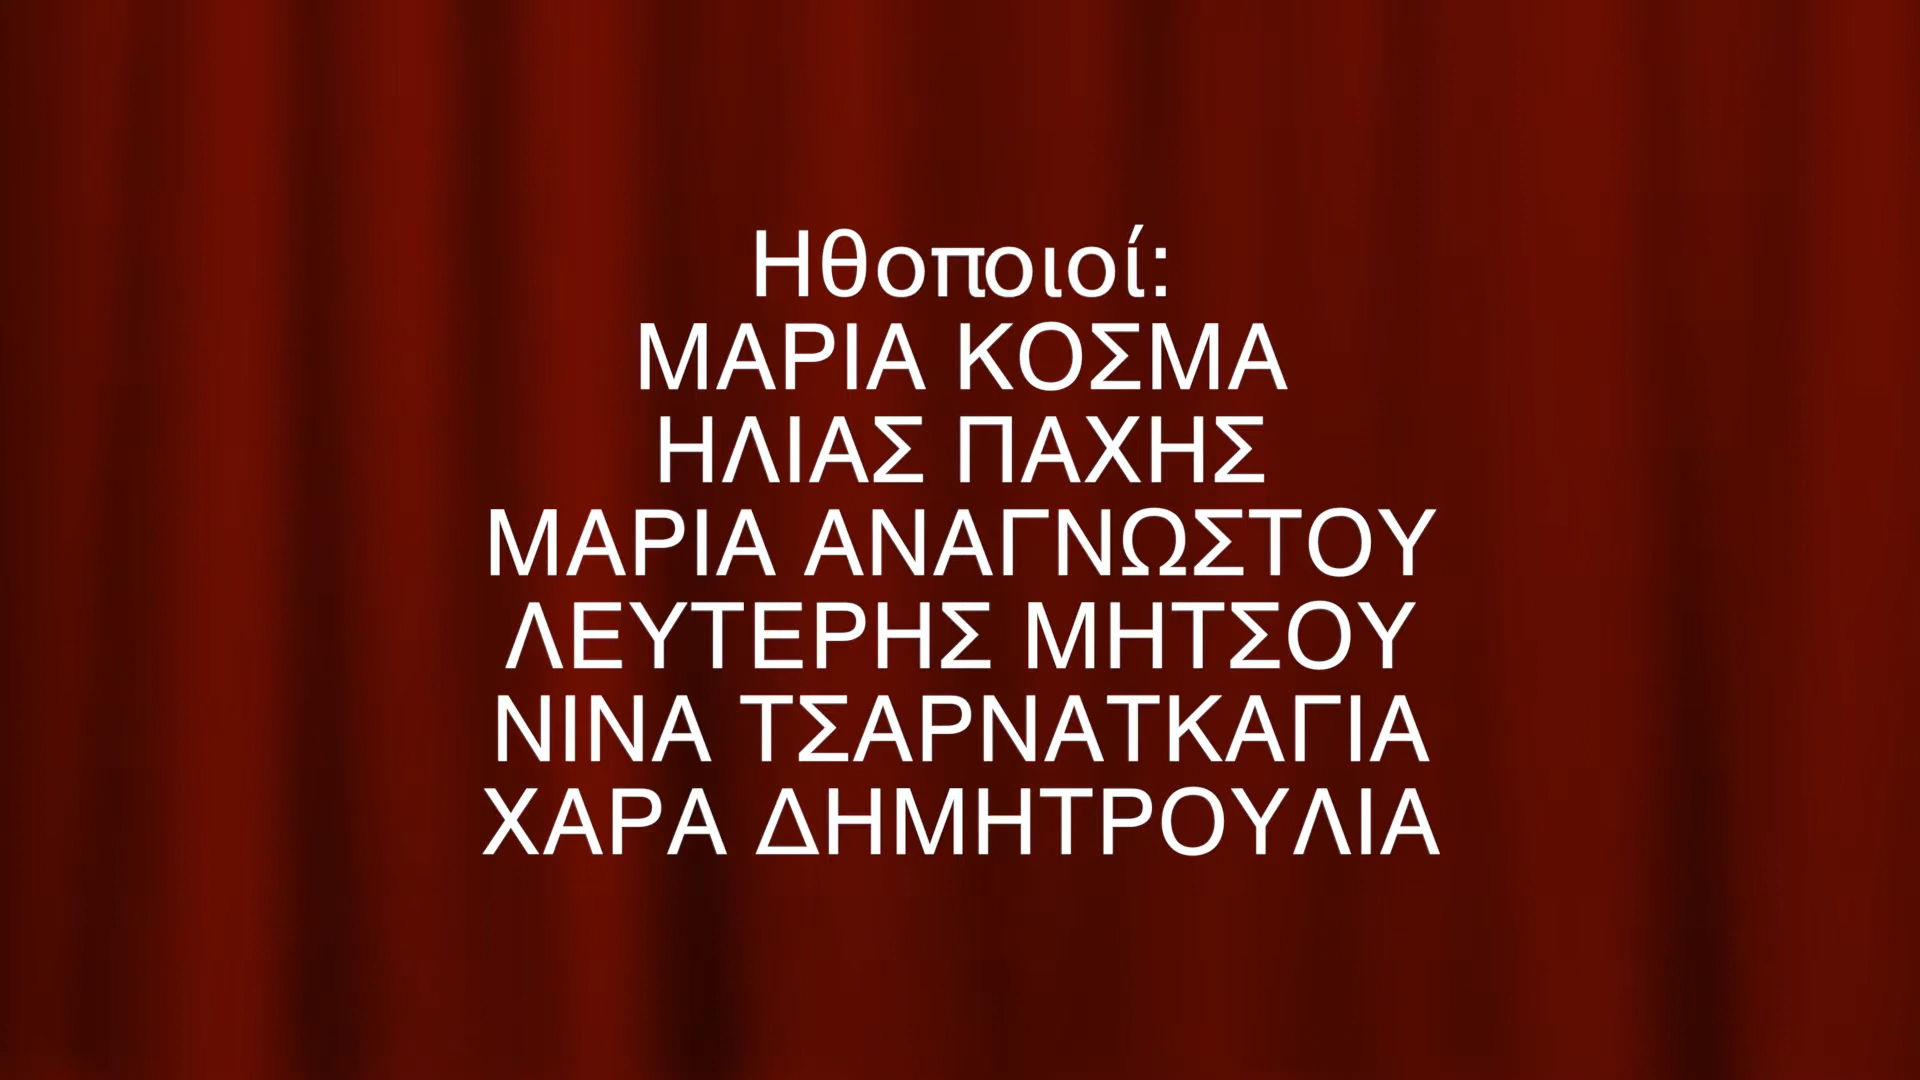 Ηθοποιοί:
ΜΑΡΙΑ ΚΟΣΜΑ
ΗΛΙΑΣ ΠΑΧΗΣ
ΜΑΡΙΑ ΑΝΑΓΝΩΣΤΟΥ
ΛΕΥΤΕΡΗΣ ΜΗΤΣΟΥ
ΝΙΝΑ ΤΣΑΡΝΑΤΚΑΓΙΑ
ΧΑΡΑ ΔΗΜΗΤΡΟΥΛΙΑ